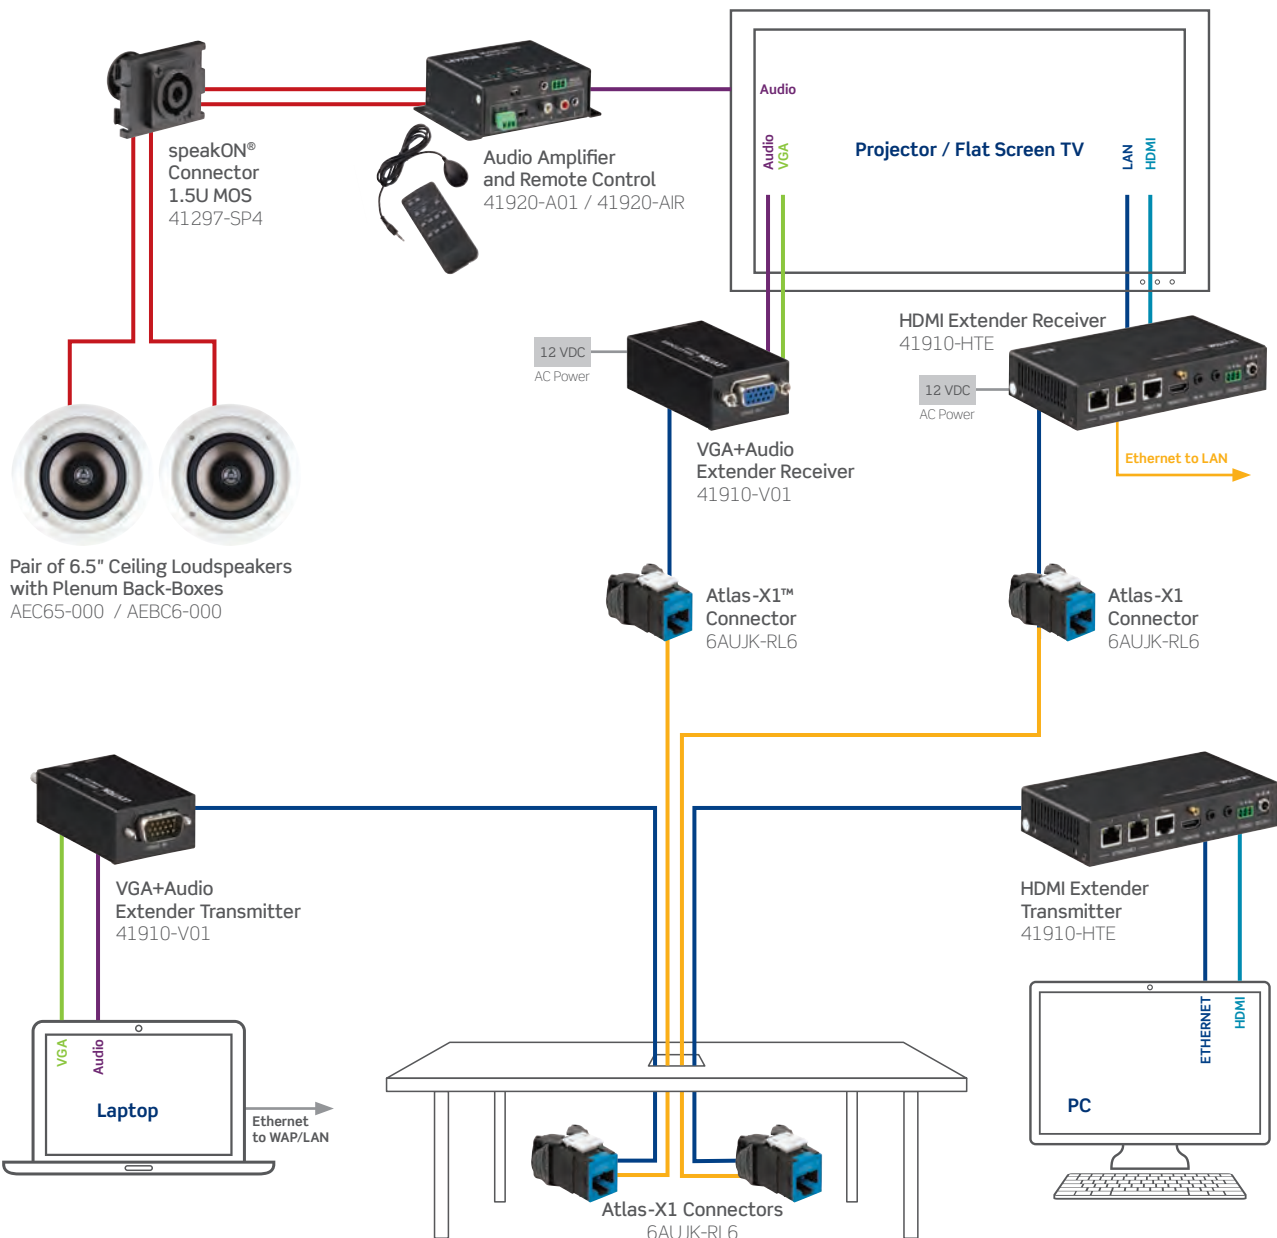 Audio
Audio
VGA
Projector / Flat Screen TV
LAN
HDMI
speakON®
Connector
1.5U MOS
41297-SP4
Audio Amplifier
and Remote Control
41920-A01 / 41920-AIR
12 VDC
AC Power
HDMI Extender Receiver
41910-HTE
12 VDC
AC Power
VGA+Audio
Extender Receiver
41910-V01
Ethernet to LAN
Pair of 6.5" Ceiling Loudspeakers
with Plenum Back-Boxes
AEC65-000 / AEBC6-000
Atlas-X1™
Connector
6AUJK-RL6
Atlas-X1
Connector
6AUJK-RL6
VGA+Audio
Extender Transmitter
41910-V01
HDMI Extender
Transmitter
41910-HTE
VGA
Audio
Laptop
Ethernet
to WAP/LAN
ETHERNET
HDMI
PC
Atlas-X1 Connectors
6AUJK-RL6